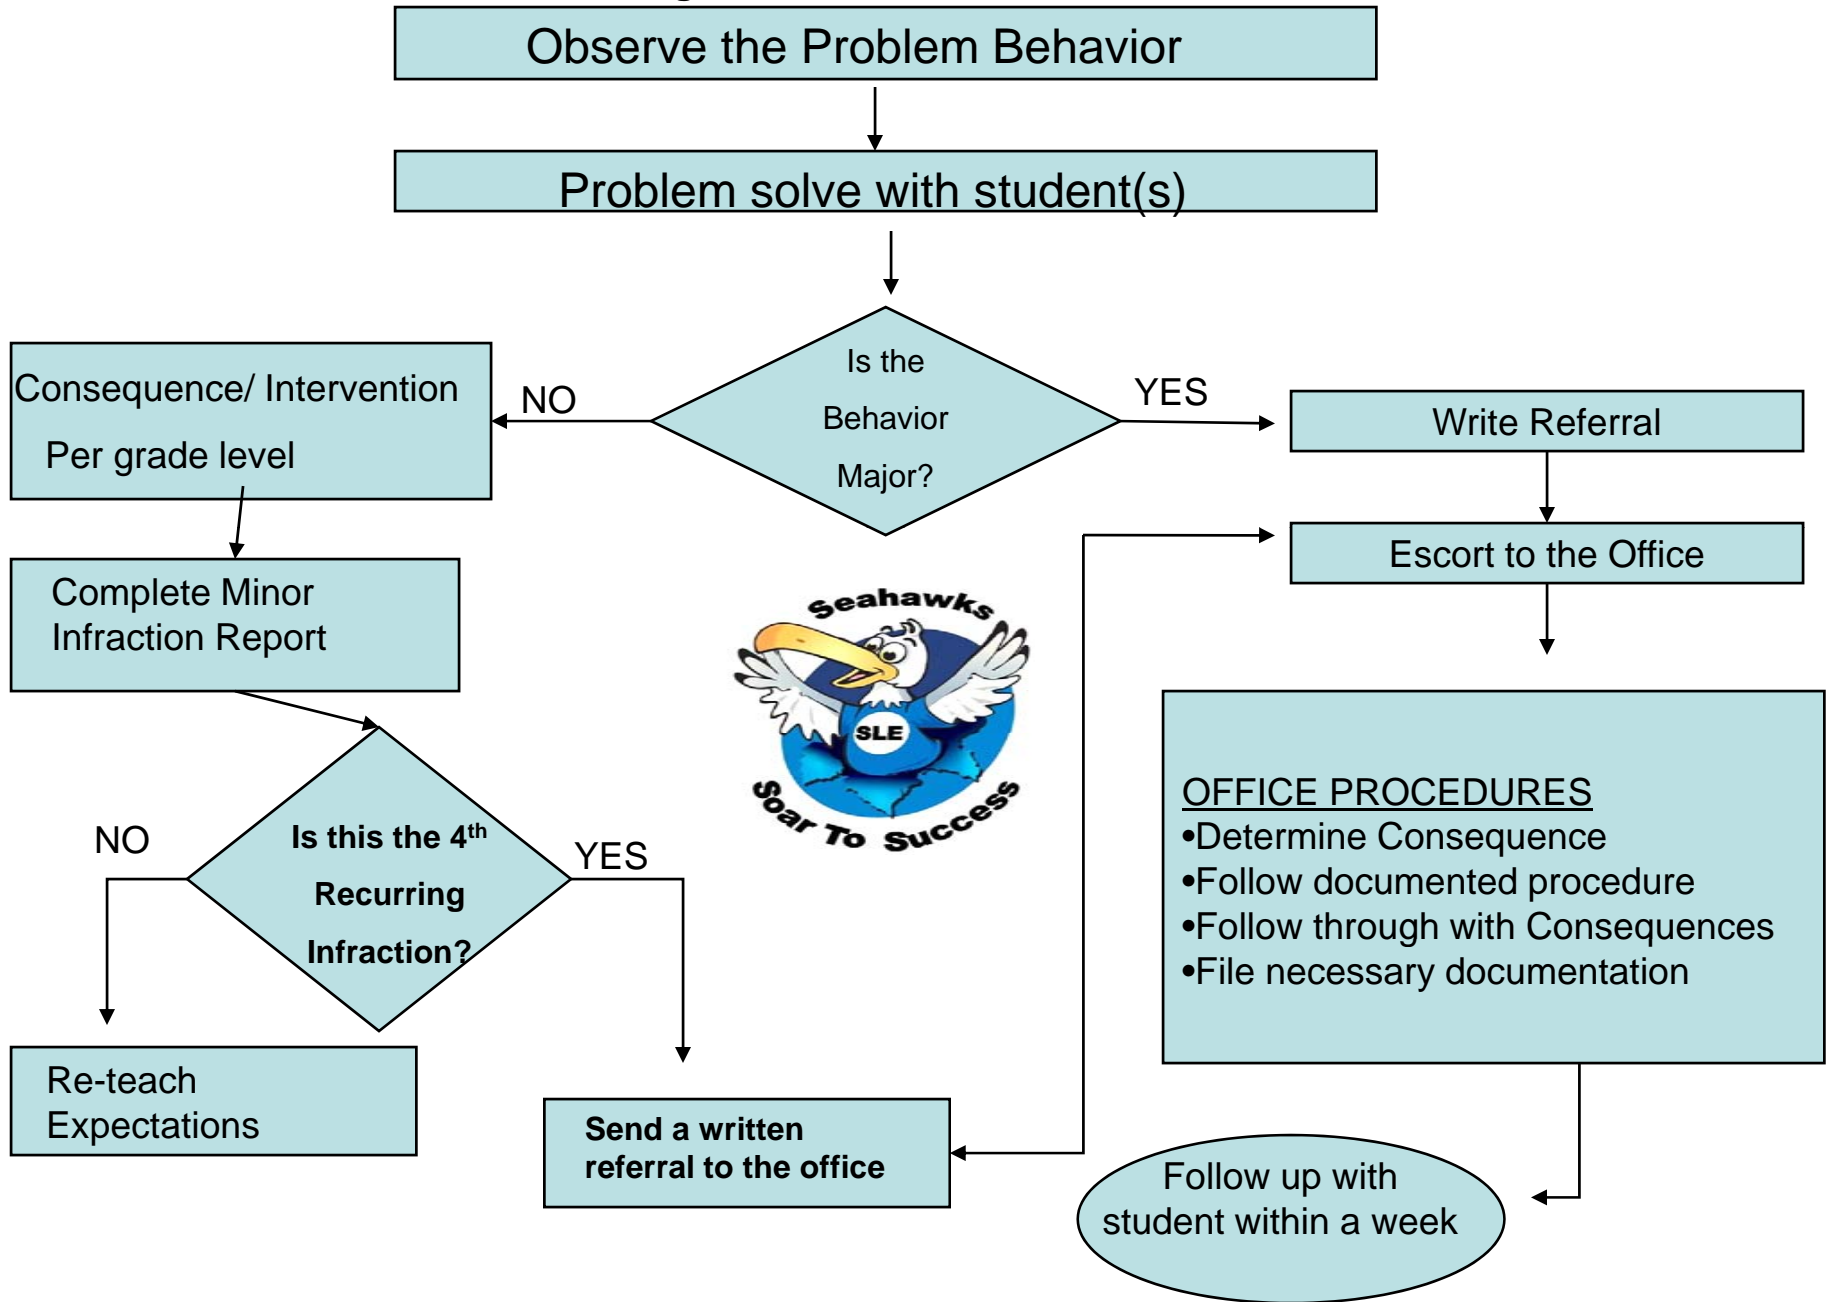 Observe the Problem Behavior
Problem solve with student(s)
Is the
Behavior
Major?
NO
YES
Consequence/ Intervention
Per grade level
Write Referral
Escort to the Office
Complete Minor
Infraction Report
Seahawks
SLE
Soar To Success
Is this the 4th
Recurring
Infraction?
NO
YES
OFFICE PROCEDURES
•Determine Consequence
•Follow documented procedure
•Follow through with Consequences
•File necessary documentation
Re-teach
Expectations
Send a written
referral to the office
Follow up with
student within a week